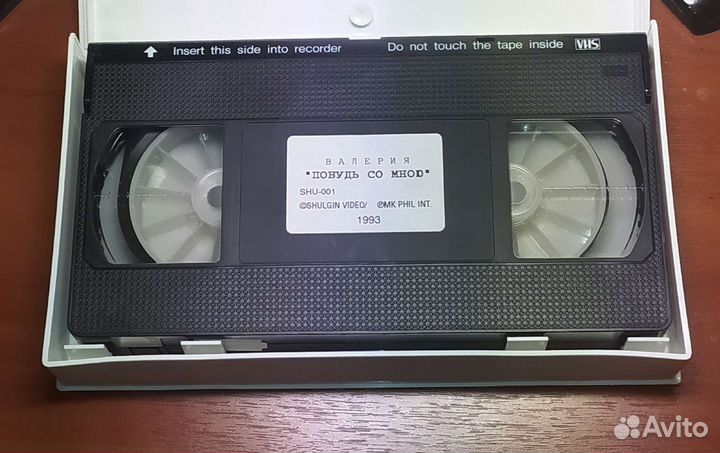 Insert this side into recorder Do not touch the tape inside VHS
ВАЛЕРИЯ
"ПОБУДЬ СО МНОЮ"
SHU-001
©SHULGIN VIDEO/ ℗MK PHIL INT.
1993
Avito